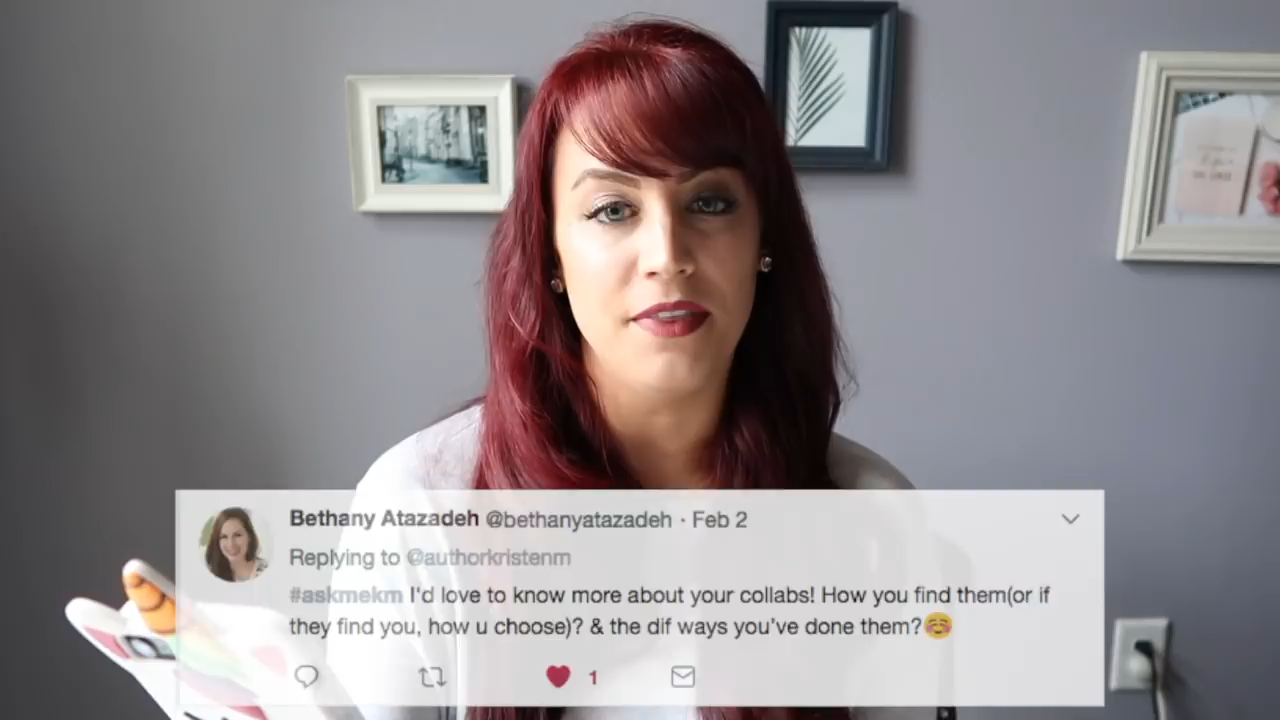 Bethany Atazadeh @bethanyatazadeh · Feb 2
Replying to @authorkristenm
#askmekm I'd love to know more about your collabs! How you find them(or if
they find you, how u choose)? & the dif ways you've done them?☺️
1